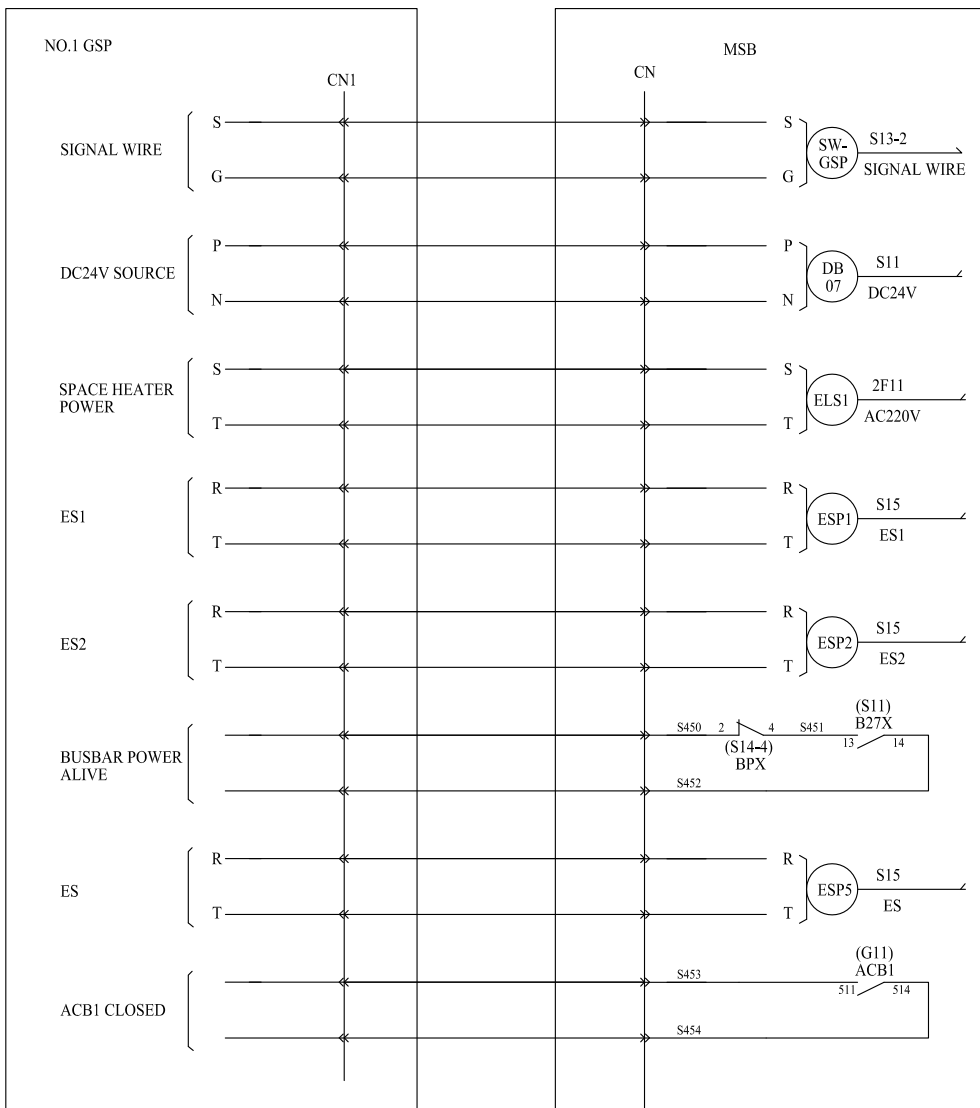 NO.1 GSP
MSB
CN1
CN
SIGNAL WIRE
S
G
S
G
SW-
GSP
S13-2
SIGNAL WIRE
DC24V SOURCE
P
N
P
N
DB
07
S11
DC24V
SPACE HEATER
POWER
S
T
S
T
ELS1
2F11
AC220V
ES1
R
T
R
T
ESP1
S15
ES1
ES2
R
T
R
T
ESP2
S15
ES2
BUSBAR POWER
ALIVE
S450
2
4
(S14-4)
BPX
S451
(S11)
B27X
13
14
S452
ES
R
T
R
T
ESP5
S15
ES
ACB1 CLOSED
S453
(G11)
ACB1
511
514
S454